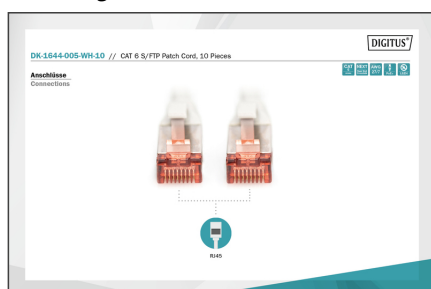 DIGITUS®
DK-1644-005-WH-10 // CAT 6 S/FTP Patch Cord, 10 Pieces
Anschlüsse
Connections
RJ45